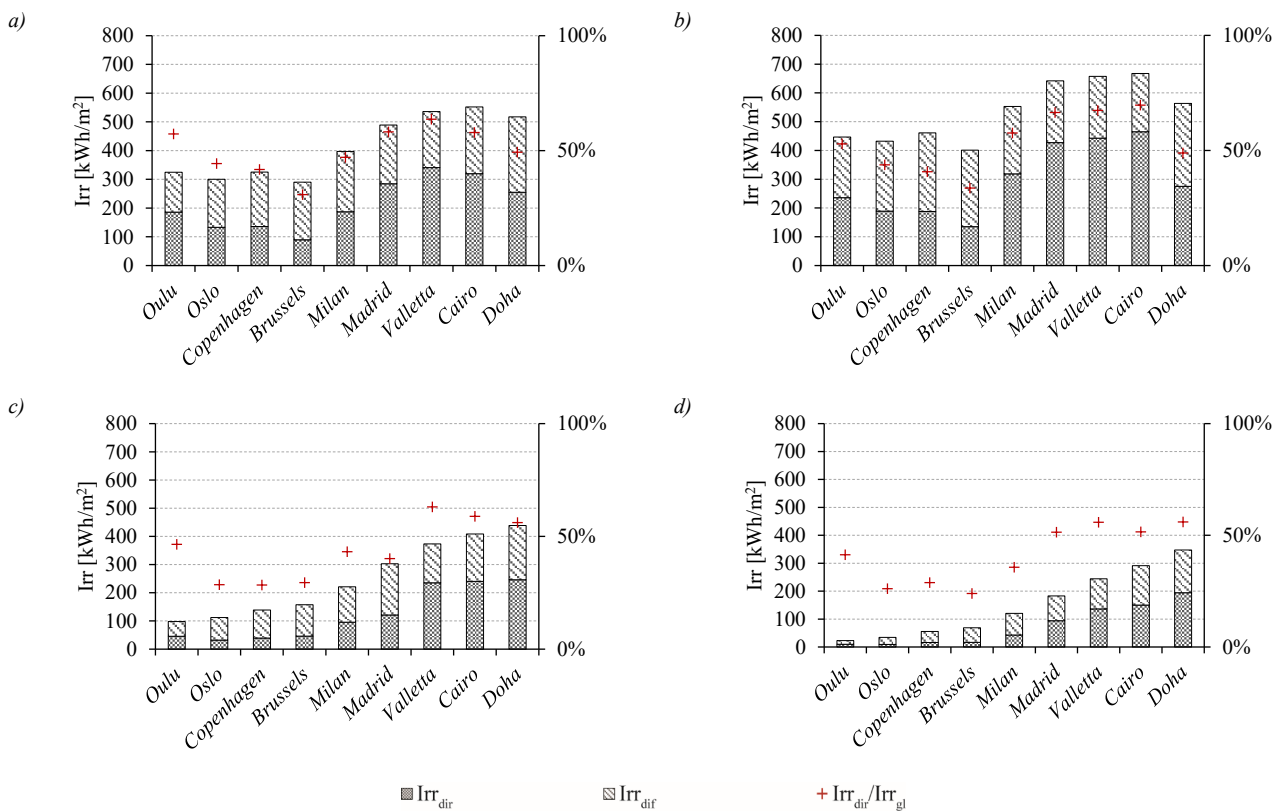 a)
800
700
600
500
400
300
200
100
0
Irr [kWh/m²]
100%
50%
0%
Oulu
Oslo
Copenhagen
Brussels
Milan
Madrid
Valletta
Cairo
Doha
b)
800
700
600
500
400
300
200
100
0
Irr [kWh/m²]
100%
50%
0%
Oulu
Oslo
Copenhagen
Brussels
Milan
Madrid
Valletta
Cairo
Doha
c)
800
700
600
500
400
300
200
100
0
Irr [kWh/m²]
100%
50%
0%
Oulu
Oslo
Copenhagen
Brussels
Milan
Madrid
Valletta
Cairo
Doha
d)
800
700
600
500
400
300
200
100
0
Irr [kWh/m²]
100%
50%
0%
Oulu
Oslo
Copenhagen
Brussels
Milan
Madrid
Valletta
Cairo
Doha
Irr_dir
Irr_dif
Irr_dir/Irr_gl